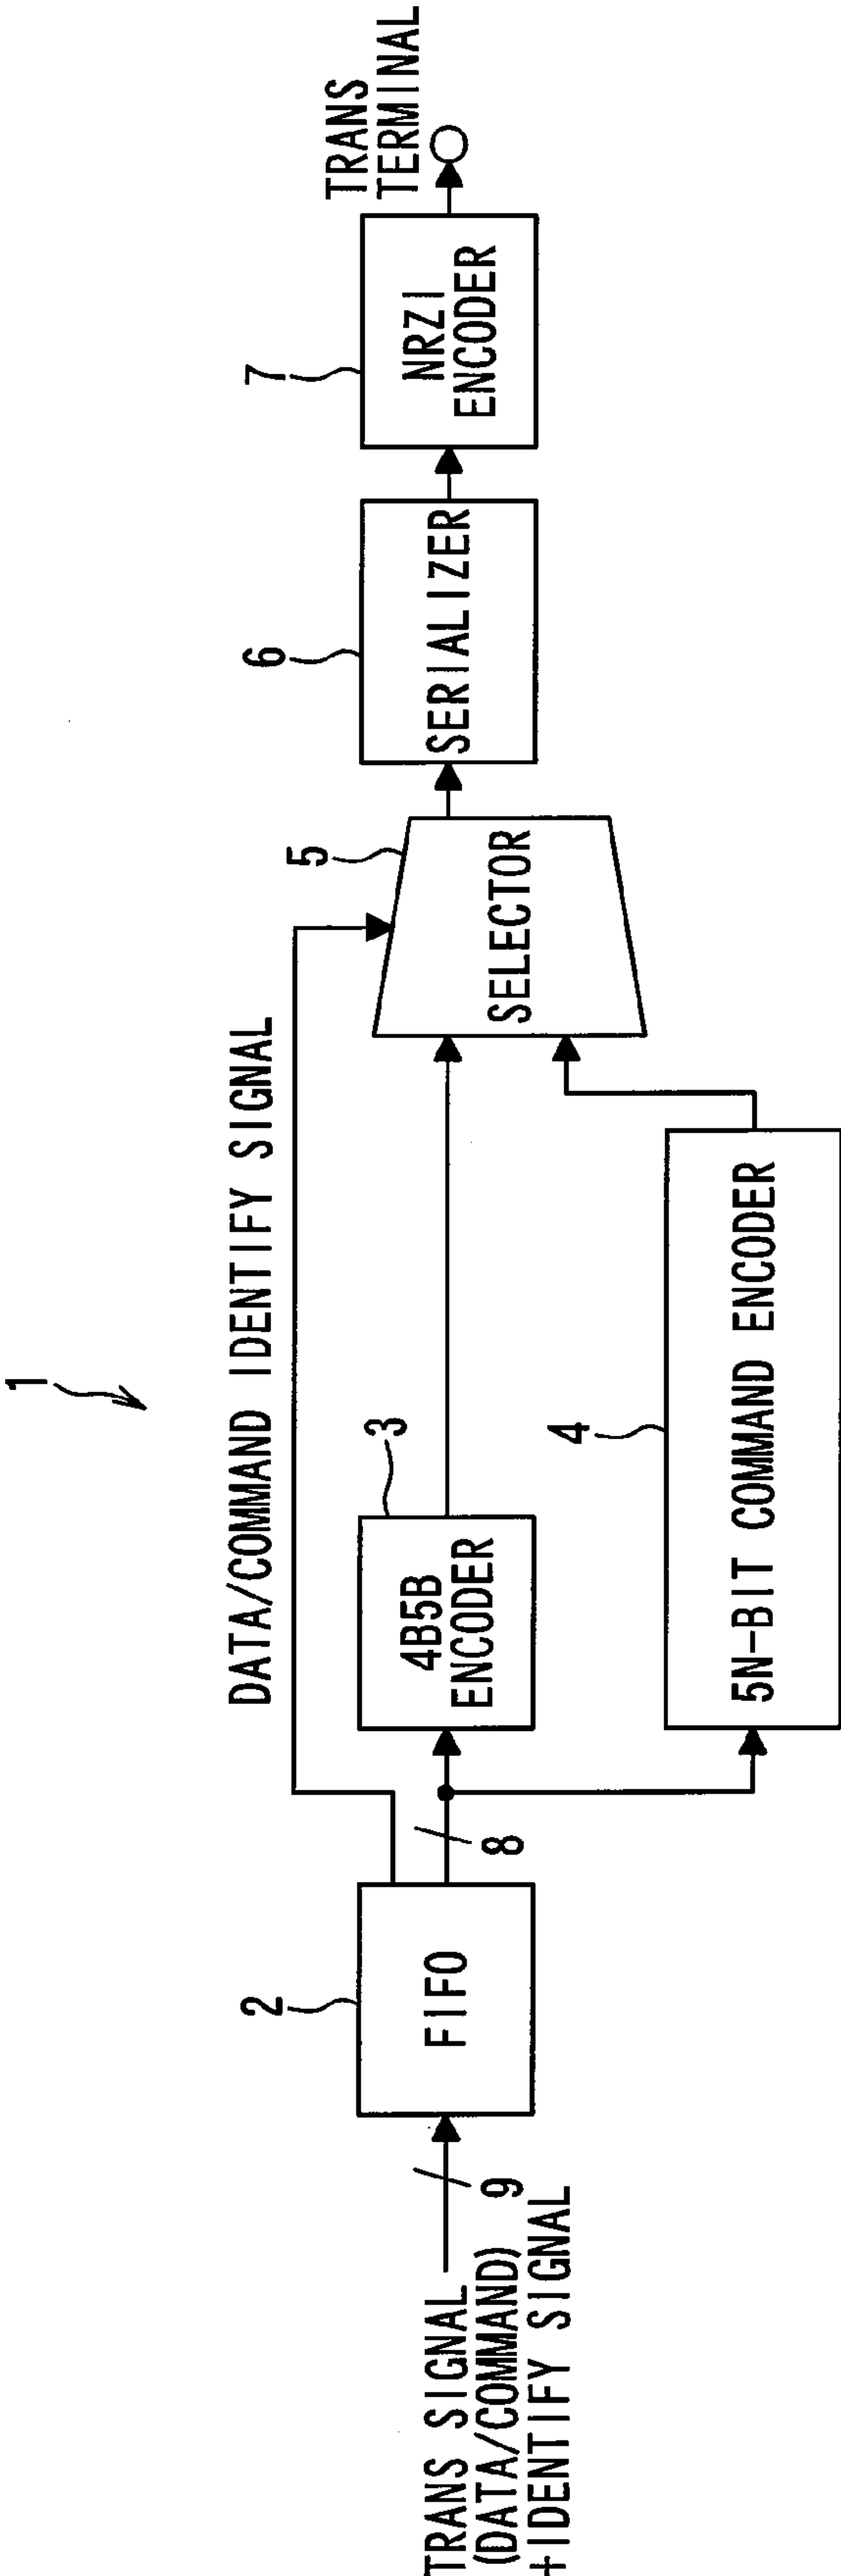 1
DATA/COMMAND IDENTIFY SIGNAL
TRANS SIGNAL
(DATA/COMMAND)
+IDENTIFY SIGNAL
9
2
FIFO
8
3
4B5B
ENCODER
4
5N-BIT COMMAND ENCODER
5
SELECTOR
6
SERIALIZER
7
NRZI
ENCODER
TRANS
TERMINAL